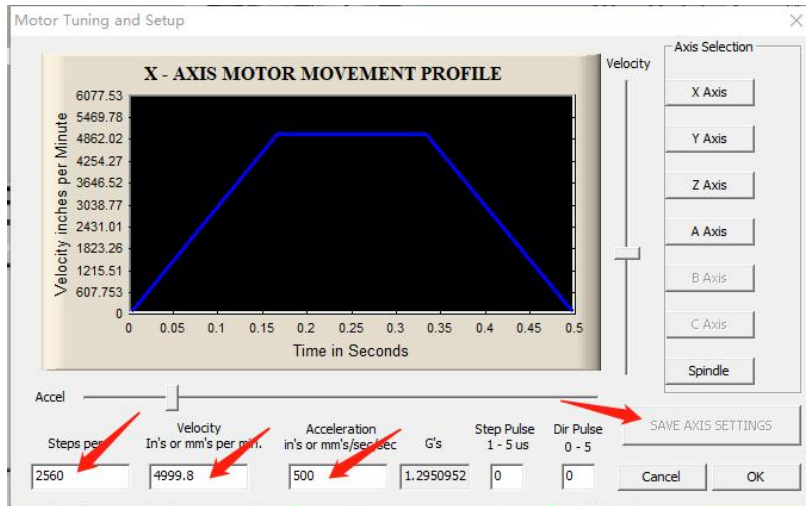 Motor Tuning and Setup
X - AXIS MOTOR MOVEMENT PROFILE
Velocity inches per Minute
6077.53
5469.78
4862.02
4254.27
3646.52
3038.77
2431.01
1823.26
1215.51
607.753
0
0 0.05 0.1 0.15 0.2 0.25 0.3 0.35 0.4 0.45 0.5
Time in Seconds
Velocity
Axis Selection
X Axis
Y Axis
Z Axis
A Axis
B Axis
C Axis
Spindle
Accel
Steps per
Velocity
In's or mm's per min.
Acceleration
in's or mm's/sec/sec
G's
Step Pulse
1 - 5 us
Dir Pulse
0 - 5
SAVE AXIS SETTINGS
2560
4999.8
500
1.2950952
0
0
Cancel
OK